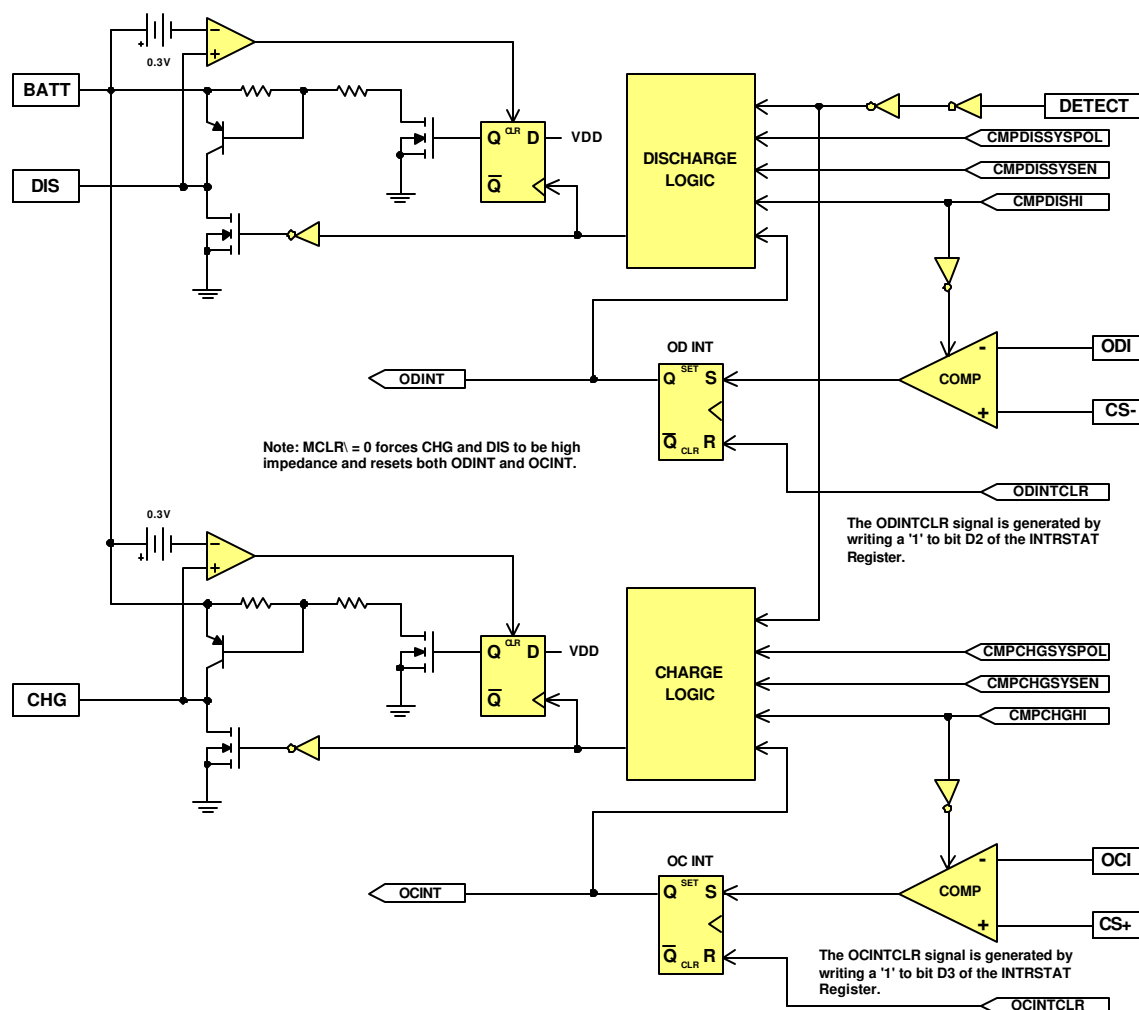 0.3V
BATT
DIS
Q CLR D
VDD
Q
DISCHARGE
LOGIC
DETECT
CMPDISSYSPOL
CMPDISSYSEN
CMPDISHI
OD INT
ODINT
Q SET S
Q CLR R
COMP
-
+
ODI
CS-
Note: MCLR\ = 0 forces CHG and DIS to be high
impedance and resets both ODINT and OCINT.
ODINTCLR
The ODINTCLR signal is generated by
writing a '1' to bit D2 of the INTRSTAT
Register.
0.3V
CHG
Q CLR D
VDD
Q
CHARGE
LOGIC
CMPCHGSYSPOL
CMPCHGSYSEN
CMPCHGHI
OC INT
OCINT
Q SET S
Q CLR R
COMP
-
+
OCI
CS+
The OCINTCLR signal is generated by
writing a '1' to bit D3 of the INTRSTAT
Register.
OCINTCLR